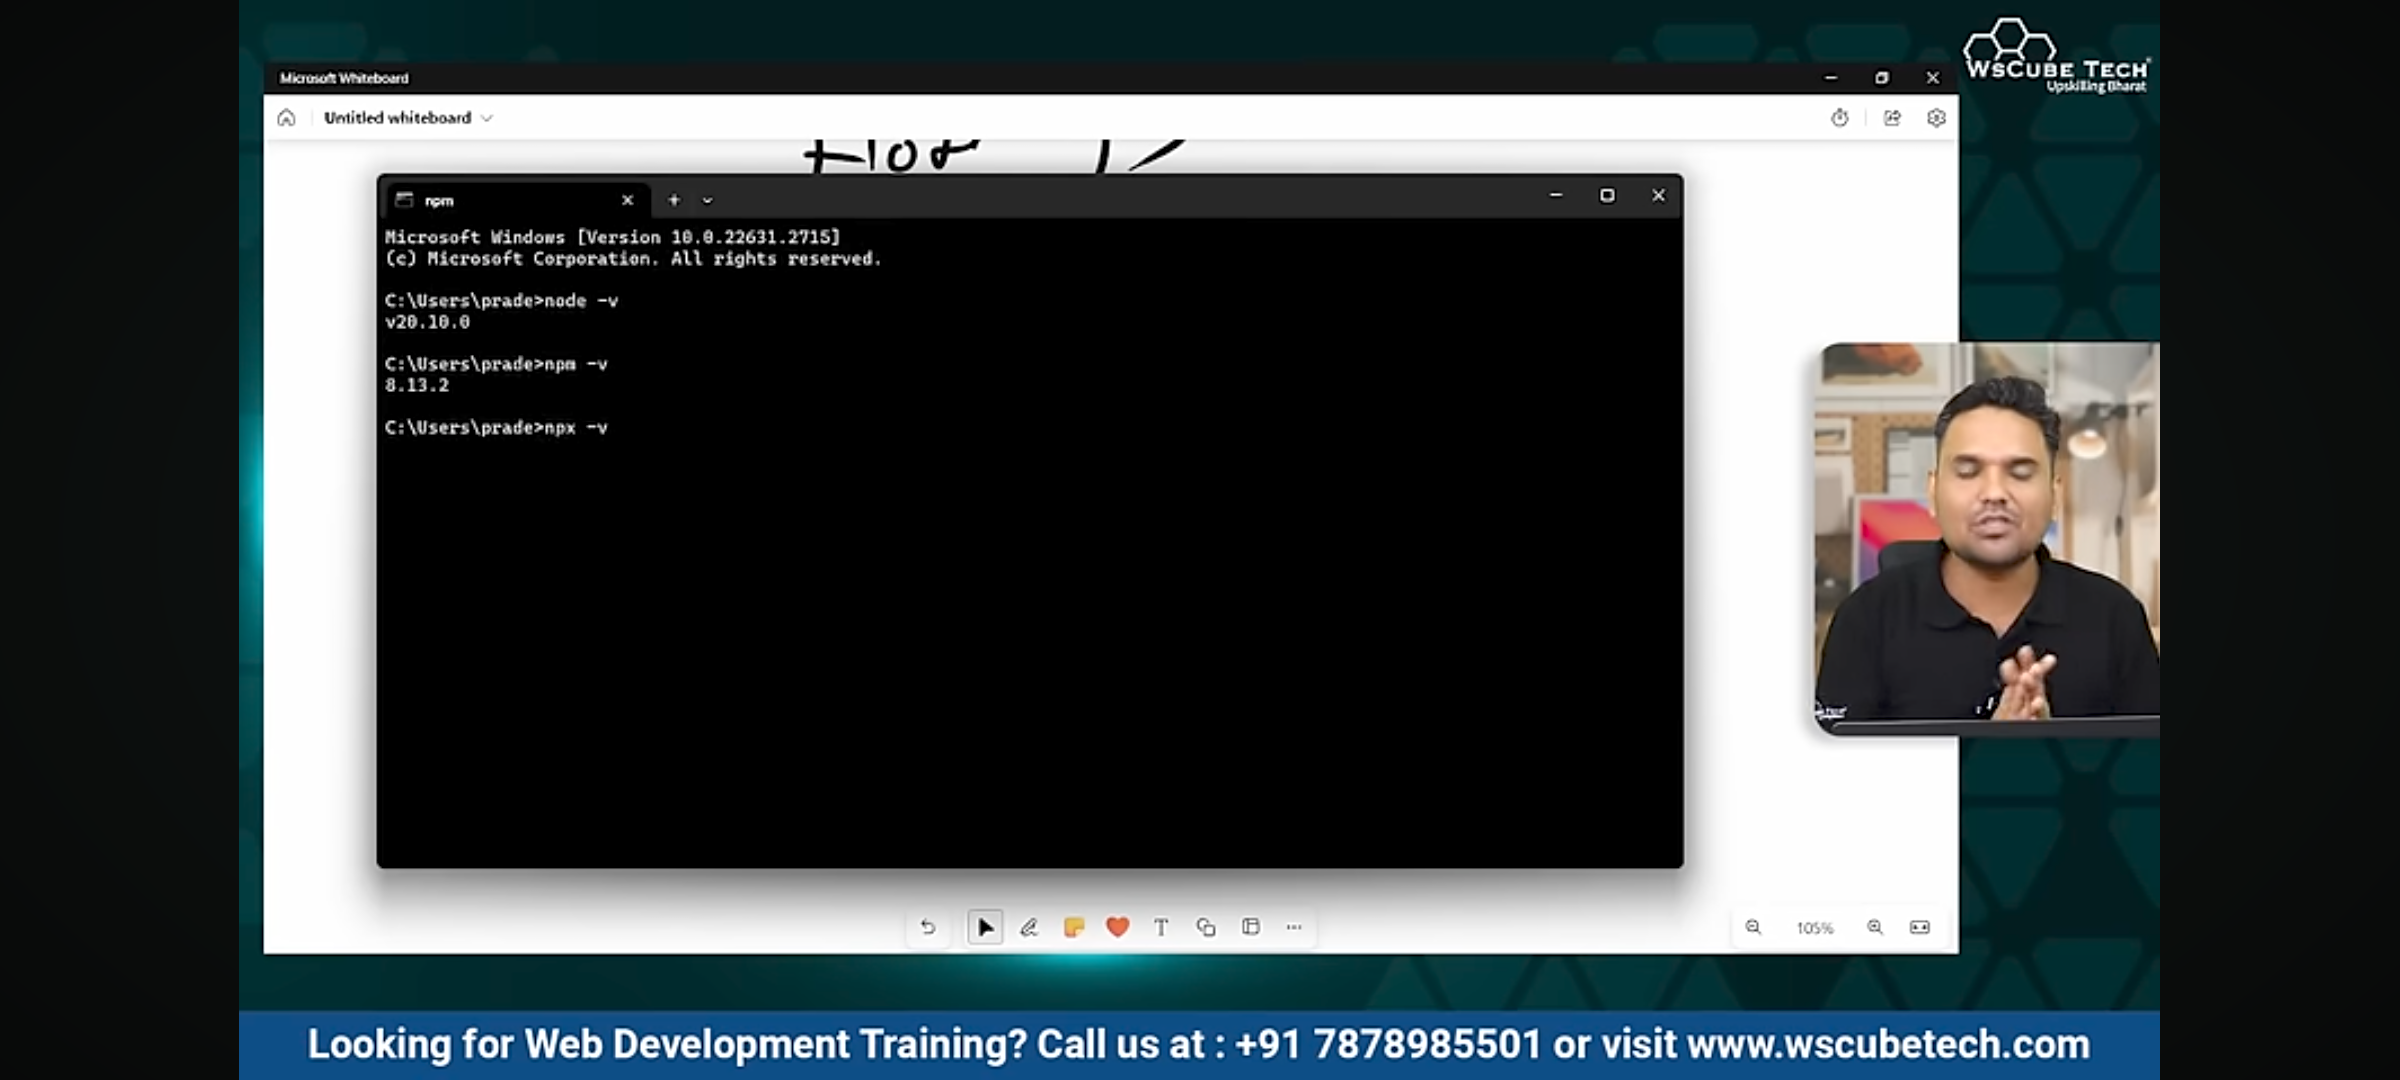 WsCUBE TECH
Upskilling Bharat
Microsoft Whiteboard
Untitled whiteboard
npm
Microsoft Windows [Version 10.0.22631.2715]
(c) Microsoft Corporation. All rights reserved.
C:\Users\prade>node -v
v20.10.0
C:\Users\prade>npm -v
8.13.2
C:\Users\prade>npx -v
105%
Looking for Web Development Training? Call us at : +91 7878985501 or visit www.wscubetech.com